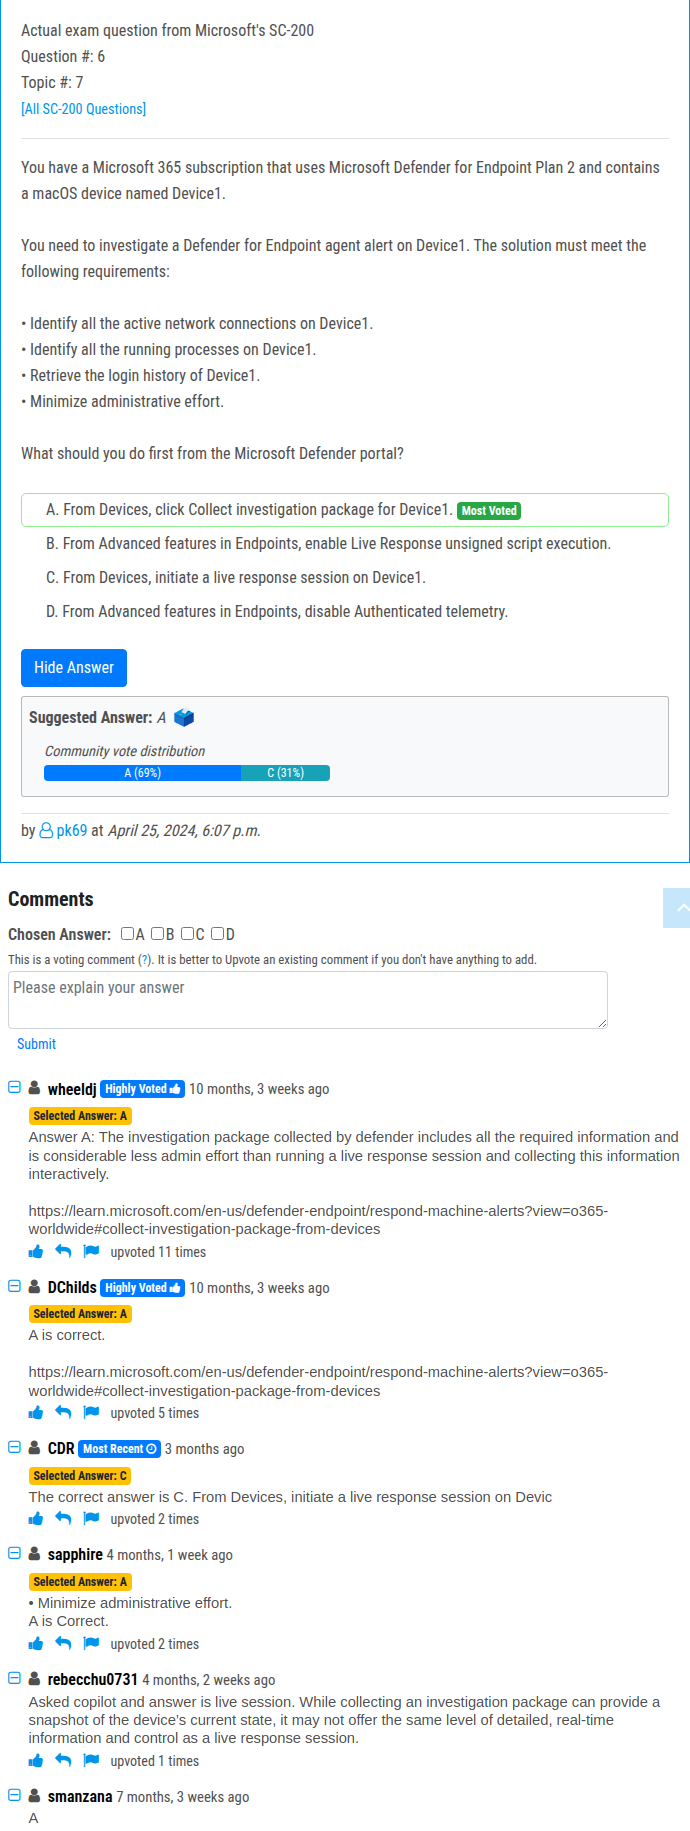 Actual exam question from Microsoft's SC-200
Question #: 6
Topic #: 7
[All SC-200 Questions]
You have a Microsoft 365 subscription that uses Microsoft Defender for Endpoint Plan 2 and contains
a macOS device named Device1.
You need to investigate a Defender for Endpoint agent alert on Device1. The solution must meet the
following requirements:
• Identify all the active network connections on Device1.
• Identify all the running processes on Device1.
• Retrieve the login history of Device1.
• Minimize administrative effort.
What should you do first from the Microsoft Defender portal?
A. From Devices, click Collect investigation package for Device1. Most Voted
B. From Advanced features in Endpoints, enable Live Response unsigned script execution.
C. From Devices, initiate a live response session on Device1.
D. From Advanced features in Endpoints, disable Authenticated telemetry.
Hide Answer
Suggested Answer: A
Community vote distribution
A (69%) C (31%)
by pk69 at April 25, 2024, 6:07 p.m.
Comments
Chosen Answer: A B C D
This is a voting comment (?). It is better to Upvote an existing comment if you don't have anything to add.
Please explain your answer
Submit
wheeldj Highly Voted 10 months, 3 weeks ago
Selected Answer: A
Answer A: The investigation package collected by defender includes all the required information and
is considerable less admin effort than running a live response session and collecting this information
interactively.
https://learn.microsoft.com/en-us/defender-endpoint/respond-machine-alerts?view=o365-
worldwide#collect-investigation-package-from-devices
upvoted 11 times
DChilds Highly Voted 10 months, 3 weeks ago
Selected Answer: A
A is correct.
https://learn.microsoft.com/en-us/defender-endpoint/respond-machine-alerts?view=o365-
worldwide#collect-investigation-package-from-devices
upvoted 5 times
CDR Most Recent 3 months ago
Selected Answer: C
The correct answer is C. From Devices, initiate a live response session on Devic
upvoted 2 times
sapphire 4 months, 1 week ago
Selected Answer: A
• Minimize administrative effort.
A is Correct.
upvoted 2 times
rebecchu0731 4 months, 2 weeks ago
Asked copilot and answer is live session. While collecting an investigation package can provide a
snapshot of the device's current state, it may not offer the same level of detailed, real-time
information and control as a live response session.
upvoted 1 times
smanzana 7 months, 3 weeks ago
A